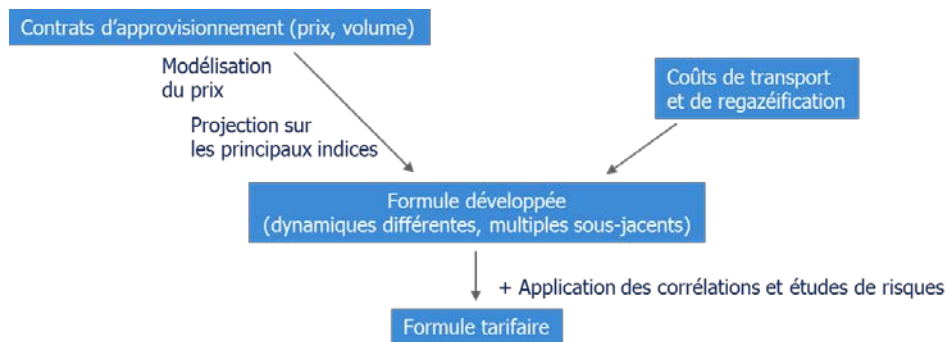 Contrats d'approvisionnement (prix, volume)
Modélisation
du prix
Projection sur
les principaux indices
Coûts de transport
et de regazéification
Formule développée
(dynamiques différentes, multiples sous-jacents)
+ Application des corrélations et études de risques
Formule tarifaire